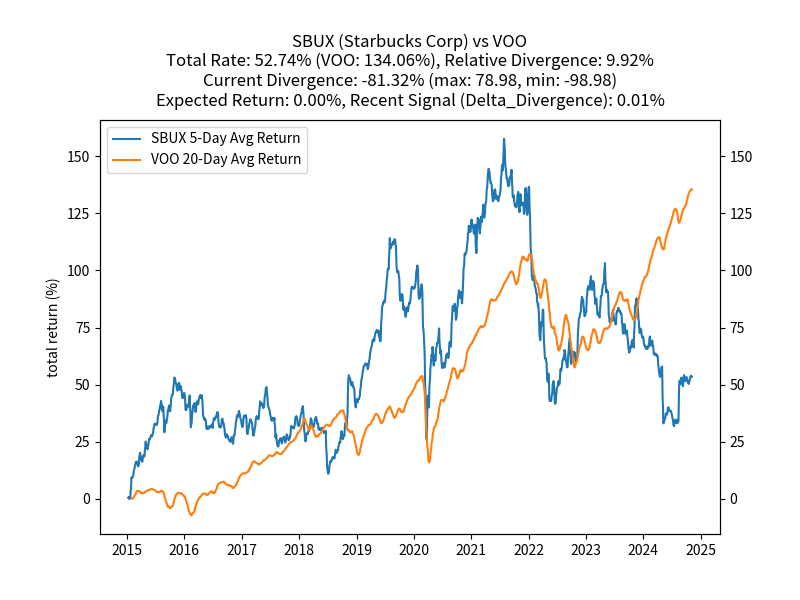 SBUX (Starbucks Corp) vs VOO
Total Rate: 52.74% (VOO: 134.06%), Relative Divergence: 9.92%
Current Divergence: -81.32% (max: 78.98, min: -98.98)
Expected Return: 0.00%, Recent Signal (Delta_Divergence): 0.01%
SBUX 5-Day Avg Return
VOO 20-Day Avg Return
total return (%)
150 150
125 125
100 100
75 75
50 50
25 25
0 0
2015 2016 2017 2018 2019 2020 2021 2022 2023 2024 2025